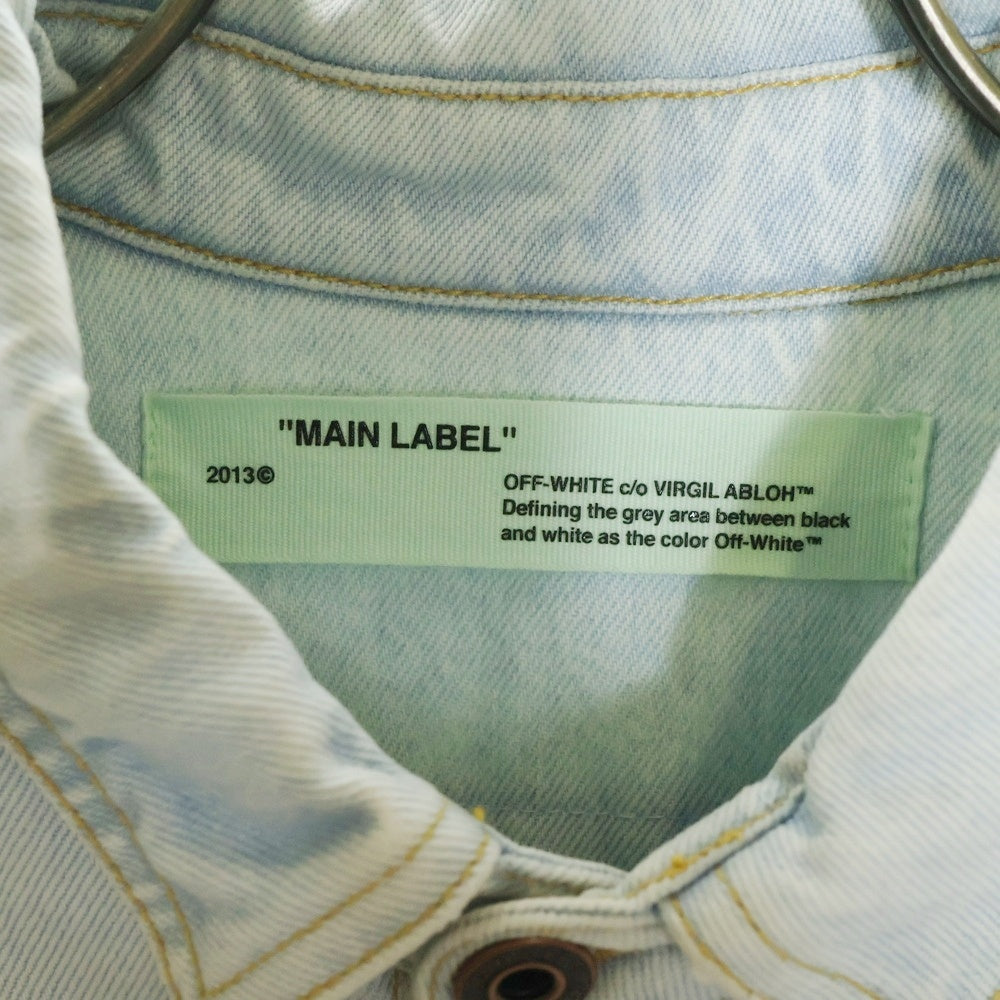 "MAIN LABEL"
2013©
OFF-WHITE c/o VIRGIL ABLOH™
Defining the grey area between black
and white as the color Off-White™